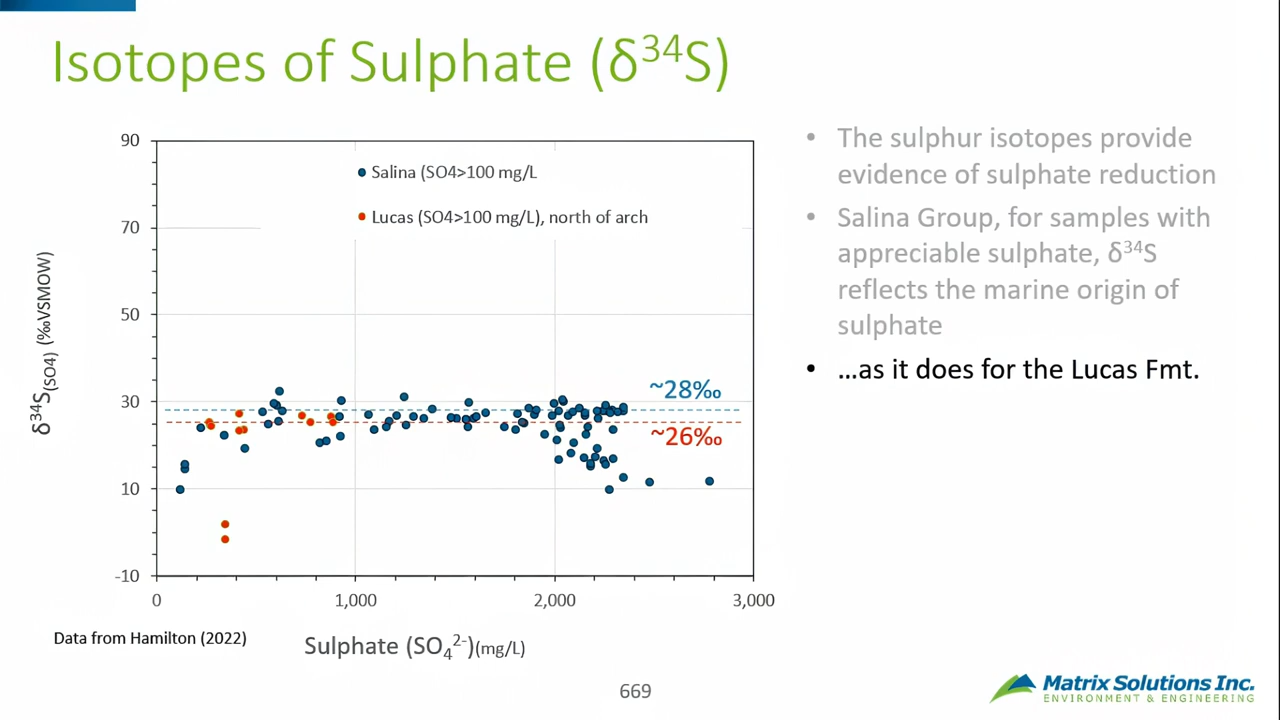 Isotopes of Sulphate (δ³⁴S)
90
70
50
30
10
-10
0
1,000
2,000
3,000
δ³⁴S(SO4) (‰VSMOW)
Sulphate (SO₄²⁻)(mg/L)
Salina (SO4>100 mg/L
Lucas (SO4>100 mg/L), north of arch
~28‰
~26‰
Data from Hamilton (2022)
• The sulphur isotopes provide
evidence of sulphate reduction
• Salina Group, for samples with
appreciable sulphate, δ³⁴S
reflects the marine origin of
sulphate
• …as it does for the Lucas Fmt.
669
Matrix Solutions Inc.
ENVIRONMENT & ENGINEERING